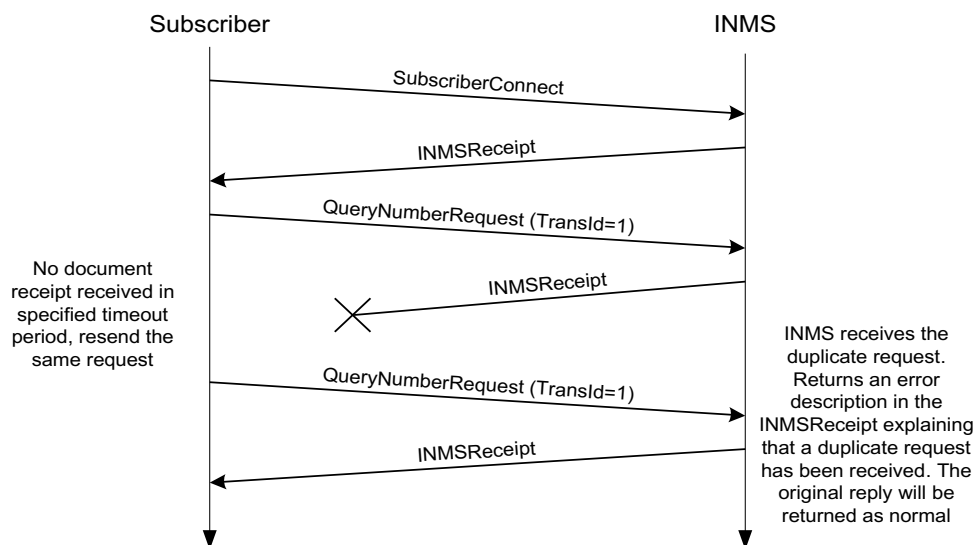 Subscriber
INMS
SubscriberConnect
INMSReceipt
QueryNumberRequest (TransId=1)
No document
receipt received in
specified timeout
period, resend the
same request
INMSReceipt
QueryNumberRequest (TransId=1)
INMSReceipt
INMS receives the
duplicate request.
Returns an error
description in the
INMSReceipt explaining
that a duplicate request
has been received. The
original reply will be
returned as normal